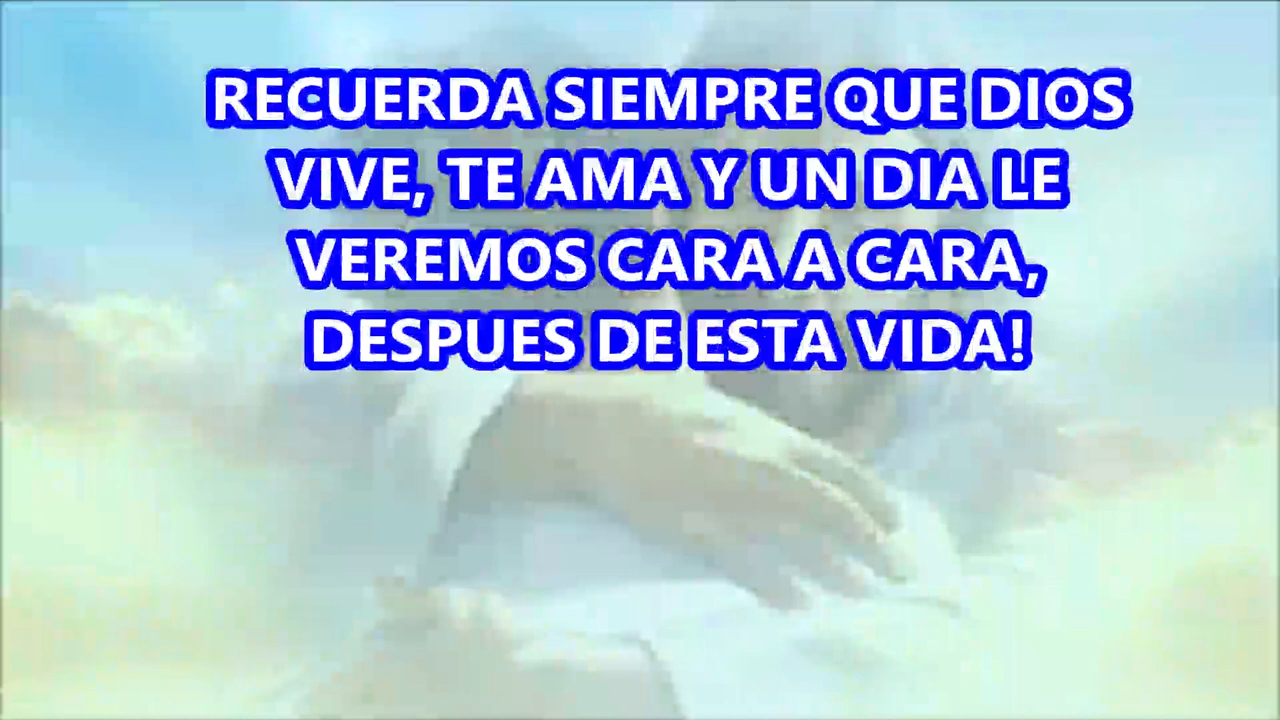 RECUERDA SIEMPRE QUE DIOS
VIVE, TE AMA Y UN DIA LE
VEREMOS CARA A CARA,
DESPUES DE ESTA VIDA!